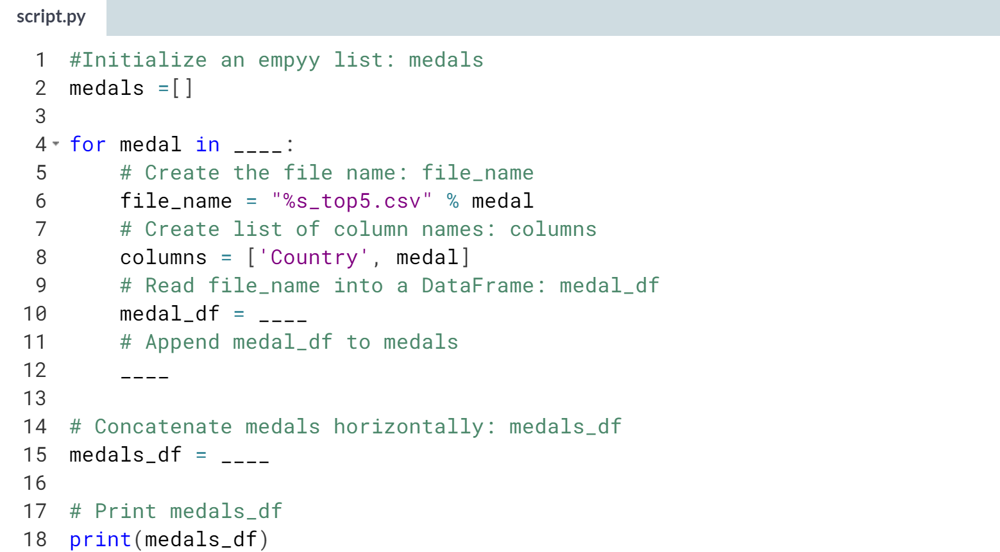 script.py
1 #Initialize an empyy list: medals
2 medals =[]
3
4 for medal in ____:
5     # Create the file name: file_name
6     file_name = "%s_top5.csv" % medal
7     # Create list of column names: columns
8     columns = ['Country', medal]
9     # Read file_name into a DataFrame: medal_df
10     medal_df = ____
11     # Append medal_df to medals
12     ____
13
14 # Concatenate medals horizontally: medals_df
15 medals_df = ____
16
17 # Print medals_df
18 print(medals_df)